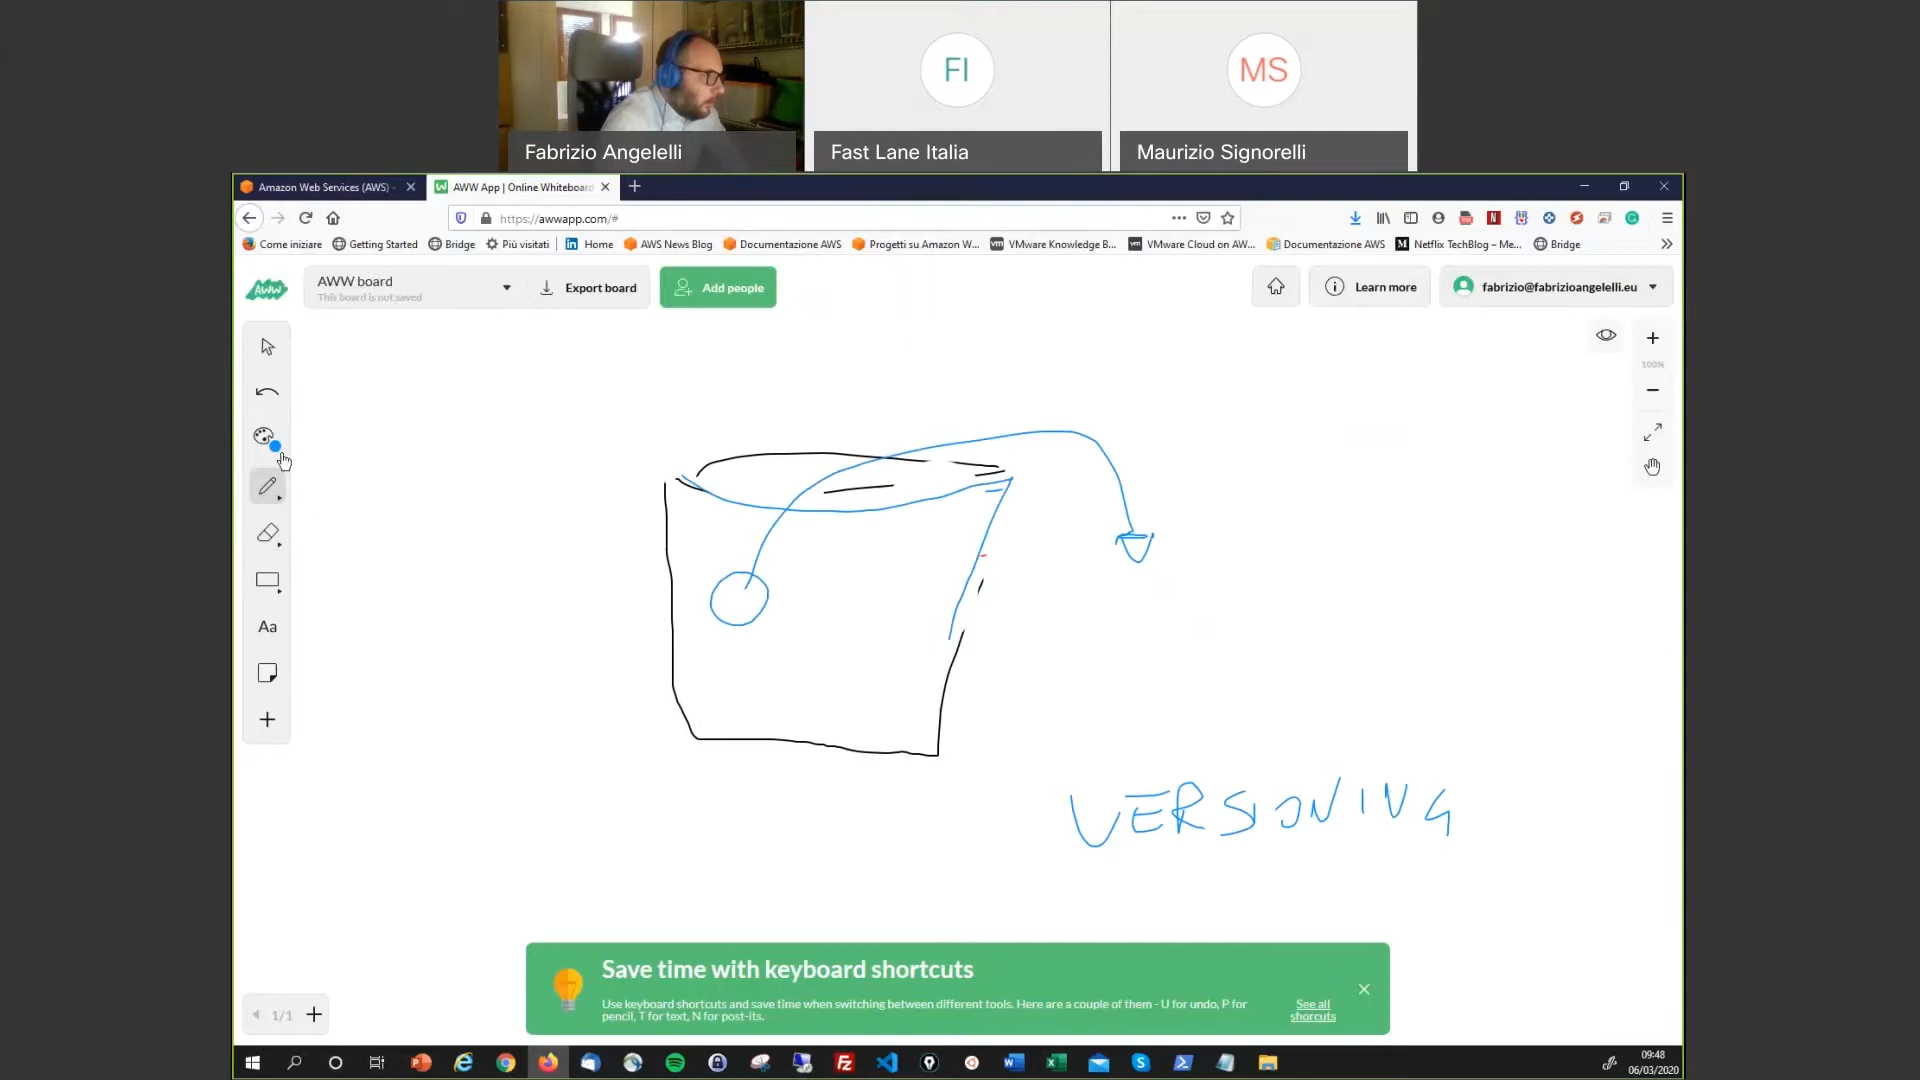 FI
MS
Fabrizio Angelelli
Fast Lane Italia
Maurizio Signorelli
Amazon Web Services (AWS) -
AWW App | Online Whiteboard
https://awwapp.com/#
Come iniziare
Getting Started
Bridge
Più visitati
Home
AWS News Blog
Documentazione AWS
Progetti su Amazon W...
VMware Knowledge B...
VMware Cloud on AW...
Documentazione AWS
Netflix TechBlog – Me...
Bridge
AWW
AWW board
This board is not saved
Export board
Add people
Learn more
fabrizio@fabrizioangelelli.eu
100%
Aa
VERSIONING
Save time with keyboard shortcuts
Use keyboard shortcuts and save time when switching between different tools. Here are a couple of them - U for undo, P for
pencil, T for text, N for post-its.
See all
shorcuts
1/1
09:48
06/03/2020